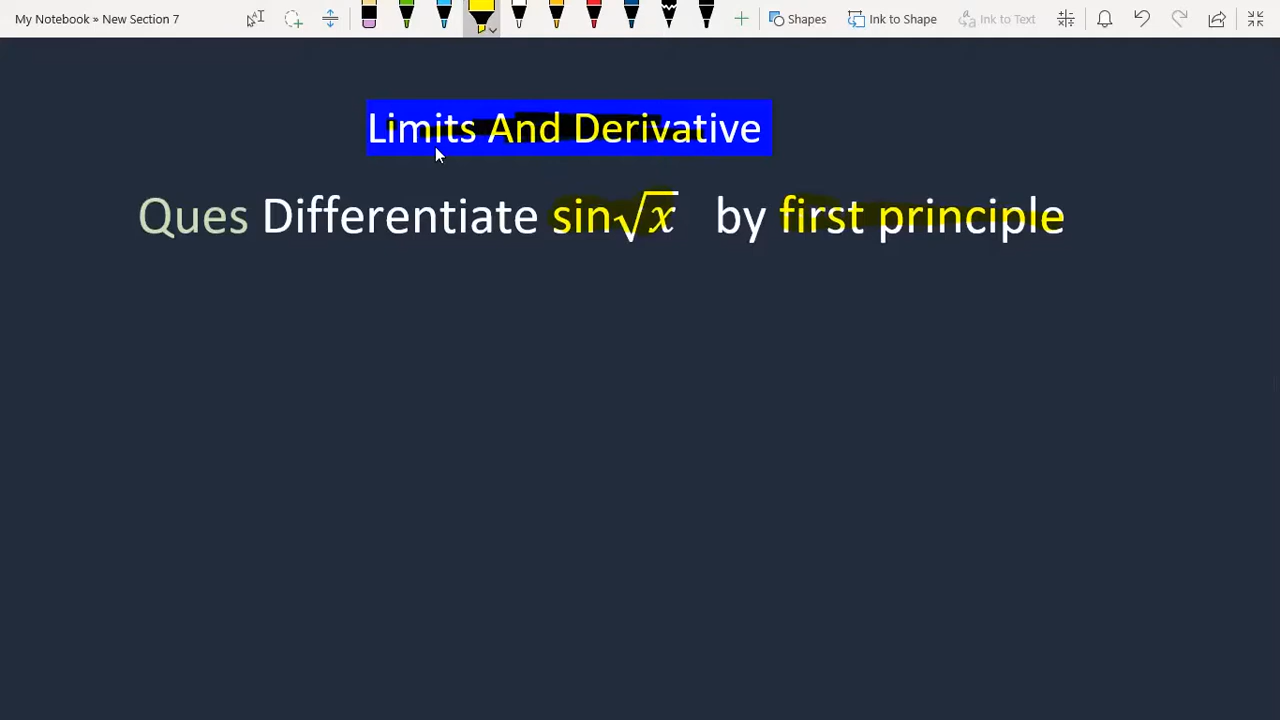 My Notebook » New Section 7 Shapes Ink to Shape Ink to Text
Limits And Derivative
Ques Differentiate sin√x by first principle